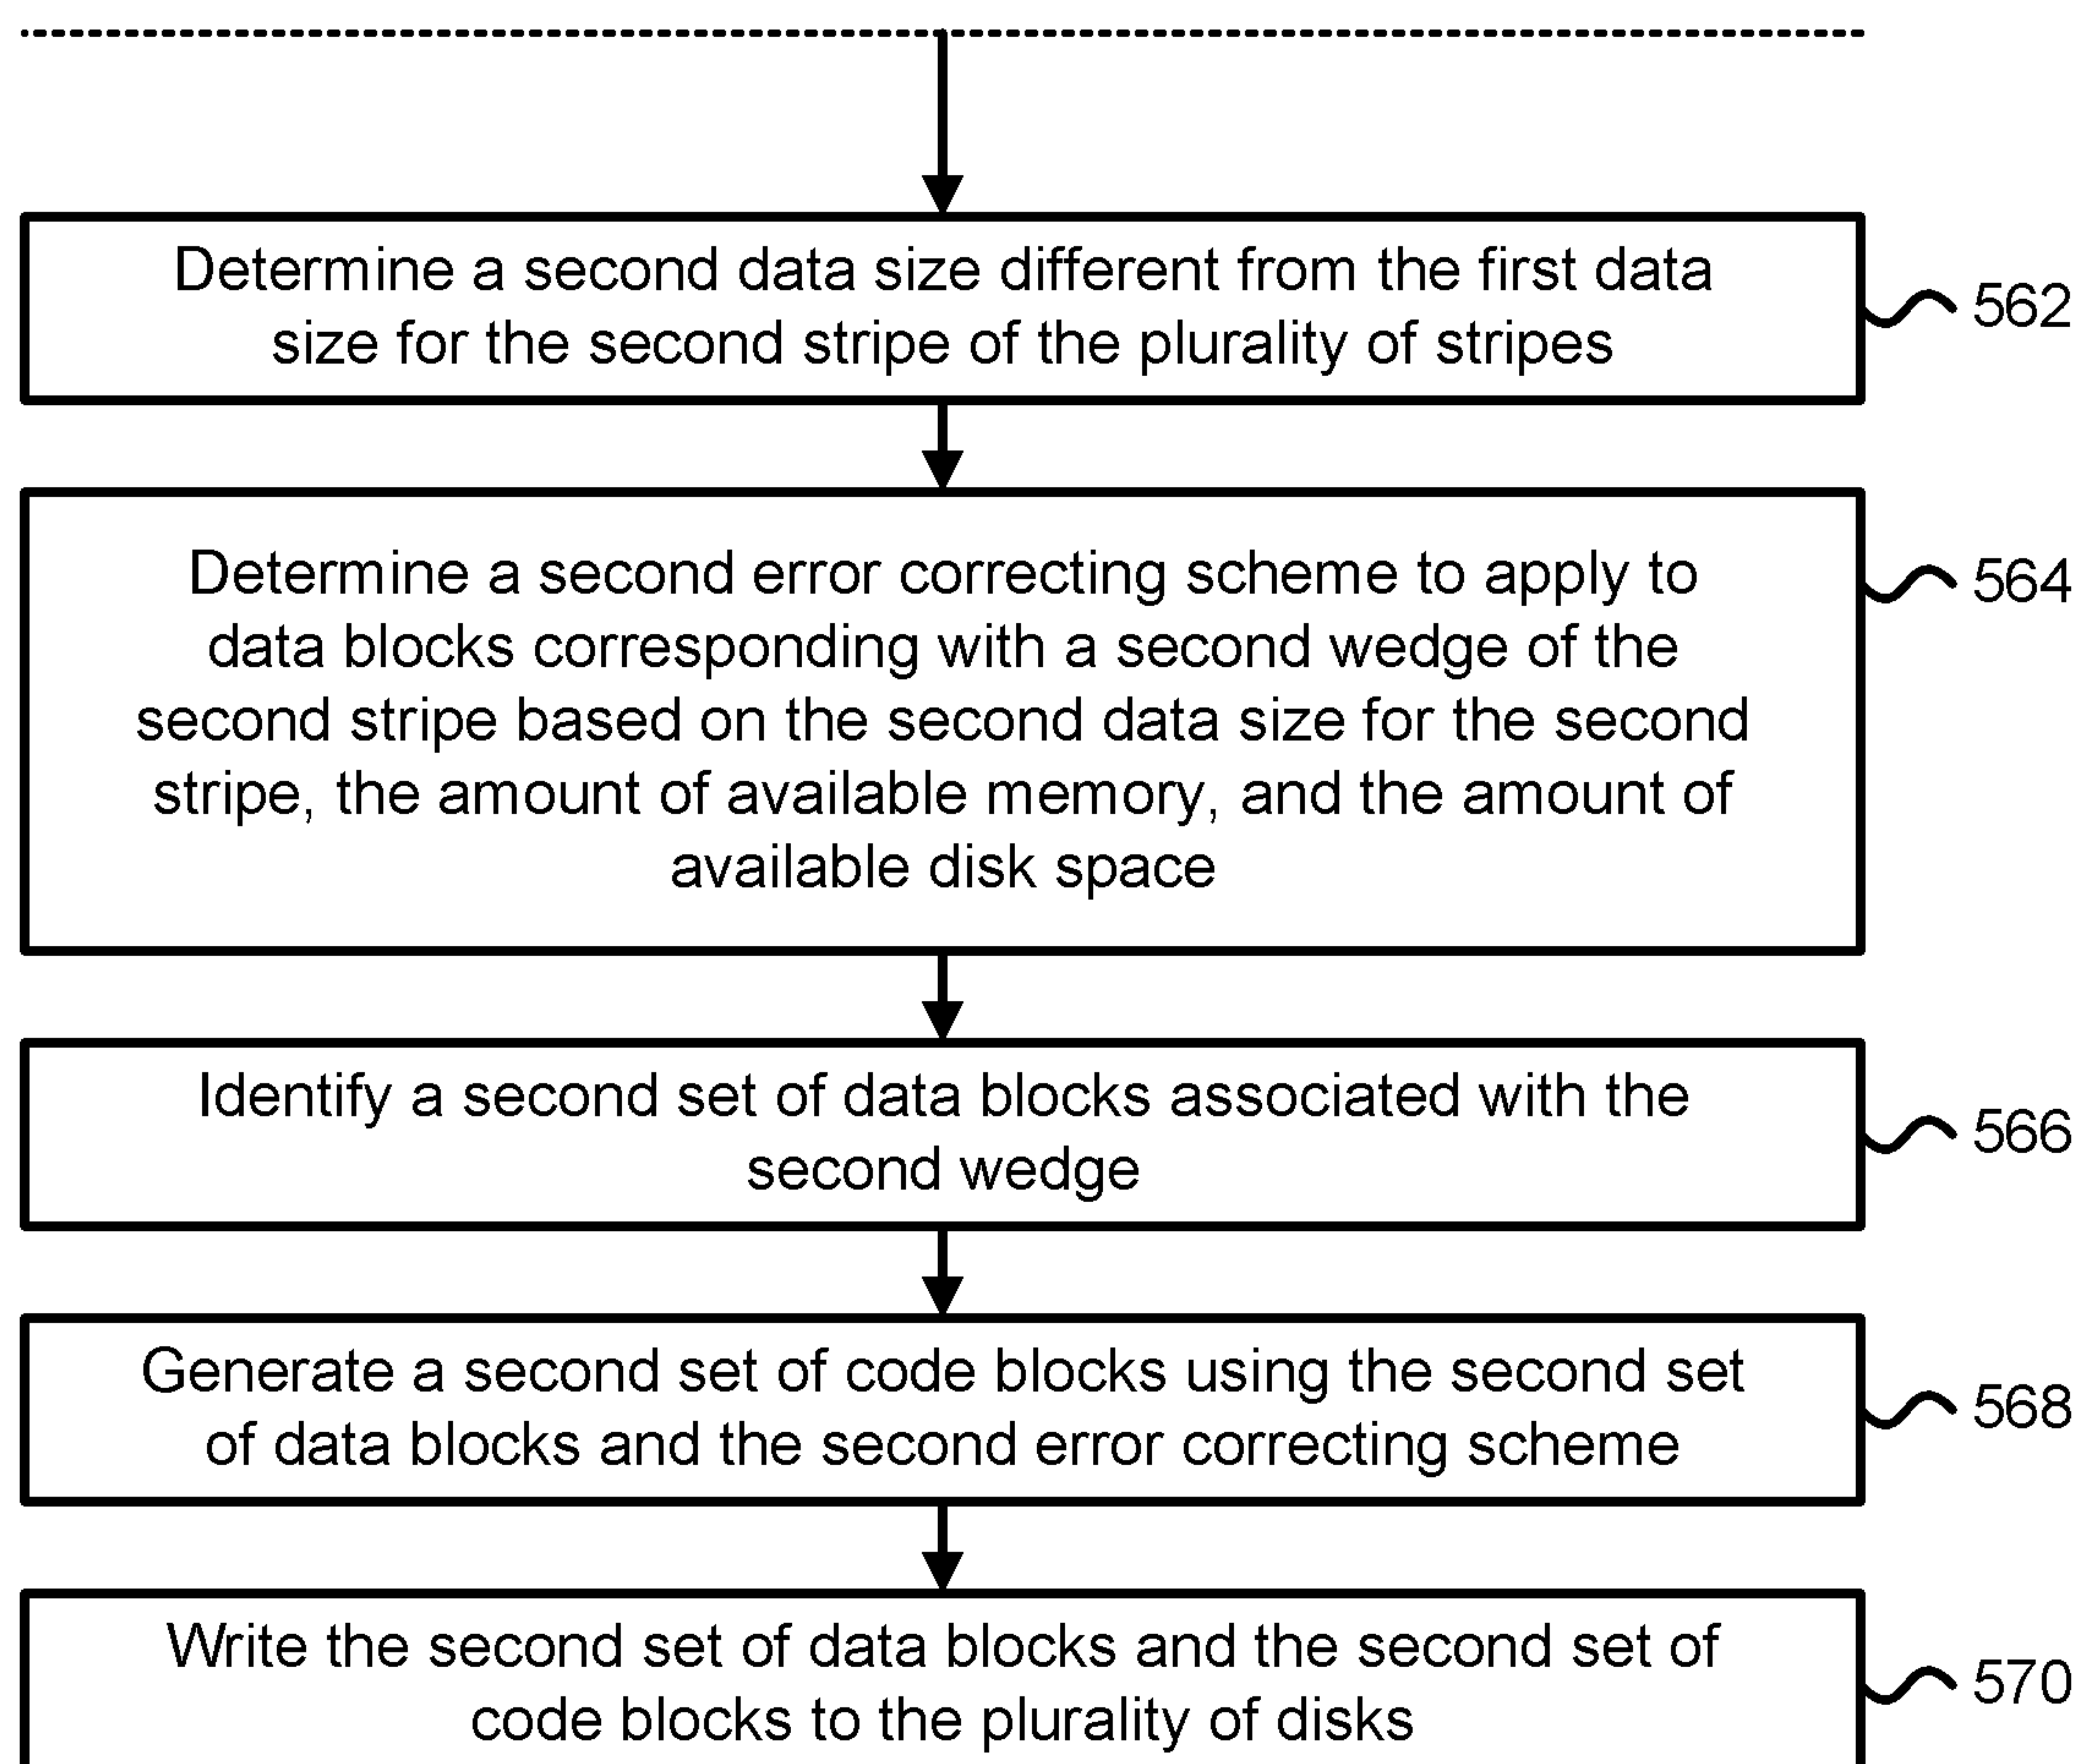 Determine a second data size different from the first data
size for the second stripe of the plurality of stripes
562
Determine a second error correcting scheme to apply to
data blocks corresponding with a second wedge of the
second stripe based on the second data size for the second
stripe, the amount of available memory, and the amount of
available disk space
564
Identify a second set of data blocks associated with the
second wedge
566
Generate a second set of code blocks using the second set
of data blocks and the second error correcting scheme
568
Write the second set of data blocks and the second set of
code blocks to the plurality of disks
570